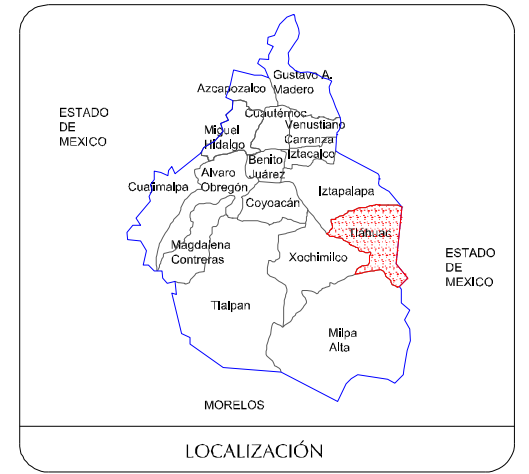 Gustavo A.
Madero
Azcapozalco
ESTADO
DE
MEXICO
Cuautémoc
Venustiano
Carranza
Miguel
Hidalgo
Iztacalco
Benito
Juárez
Alvaro
Obregón
Cuajimalpa
Iztapalapa
Coyoacán
Tláhuac
Magdalena
Contreras
Xochimilco
ESTADO
DE
MEXICO
Tlalpan
Milpa
Alta
MORELOS
LOCALIZACIÓN